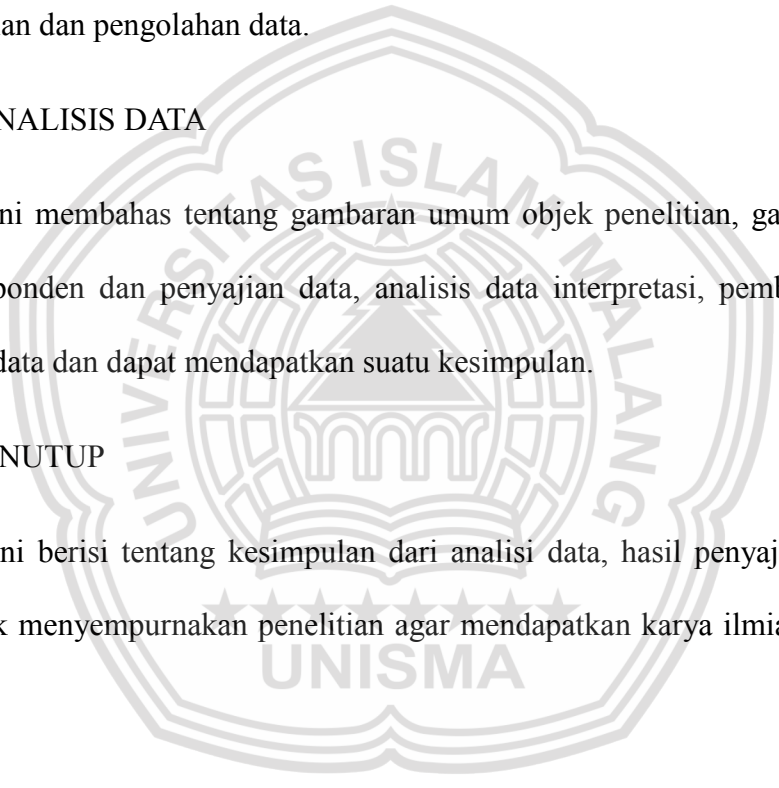 an dan pengolahan data.
NALISIS DATA
ni membahas tentang gambaran umum objek penelitian, ga
ponden dan penyajian data, analisis data interpretasi, pemb
data dan dapat mendapatkan suatu kesimpulan.
NUTUP
ni berisi tentang kesimpulan dari analisi data, hasil penyaj
k menyempurnakan penelitian agar mendapatkan karya ilmia
UNIVERSITAS ISLAM MALANG
UNISMA